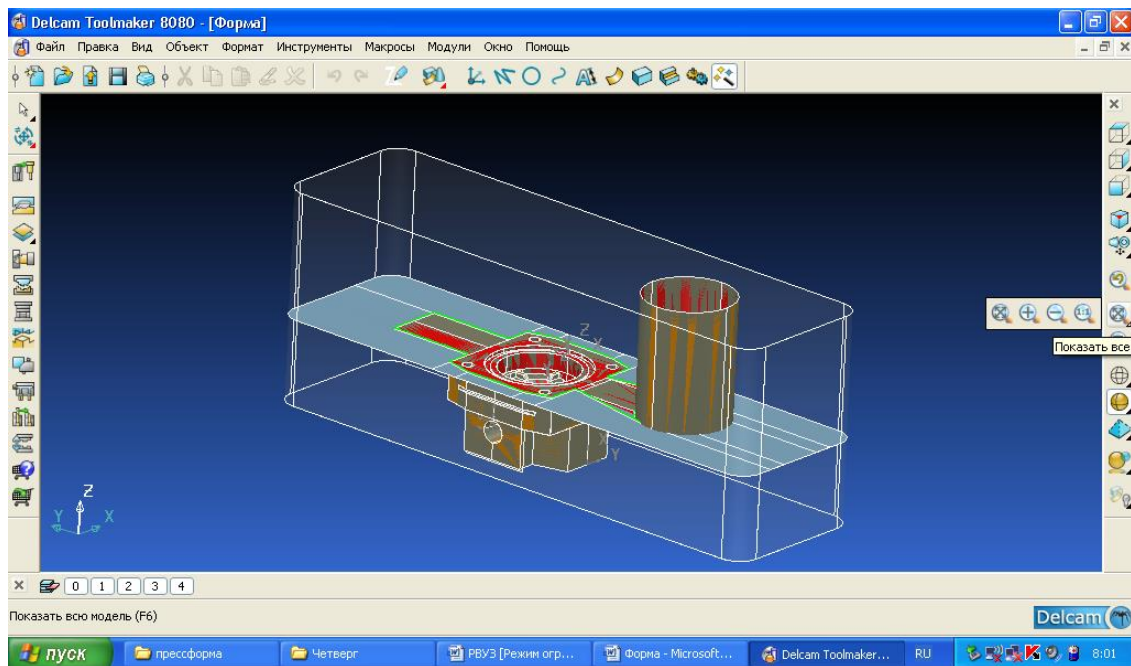 Delcam Toolmaker 8080 - [Форма]
Файл Правка Вид Объект Формат Инструменты Макросы Модули Окно Помощь
Показать все
Z
X
X
Y
Z
Y X
0 1 2 3 4
Показать всю модель (F6)
Delcam
пуск прессформа Четверг РВУЗ [Режим огр... Форма - Microsoft... Delcam Toolmaker... RU 8:01